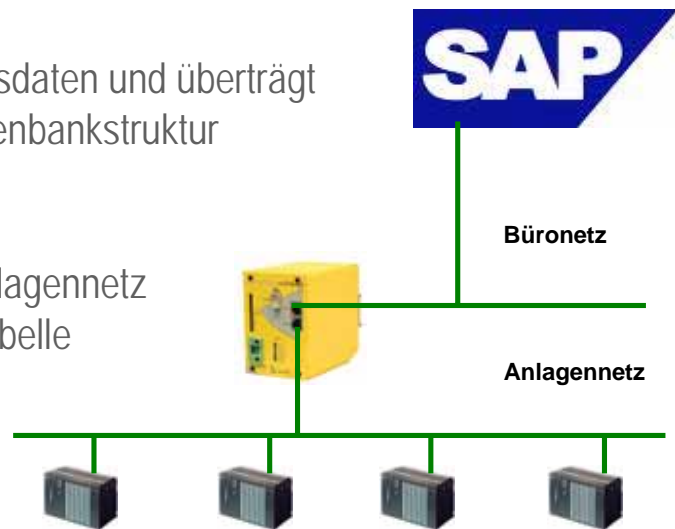 SAP
sdaten und überträgt
enbankstruktur
Büronetz
lagennetz
belle
Anlagennetz